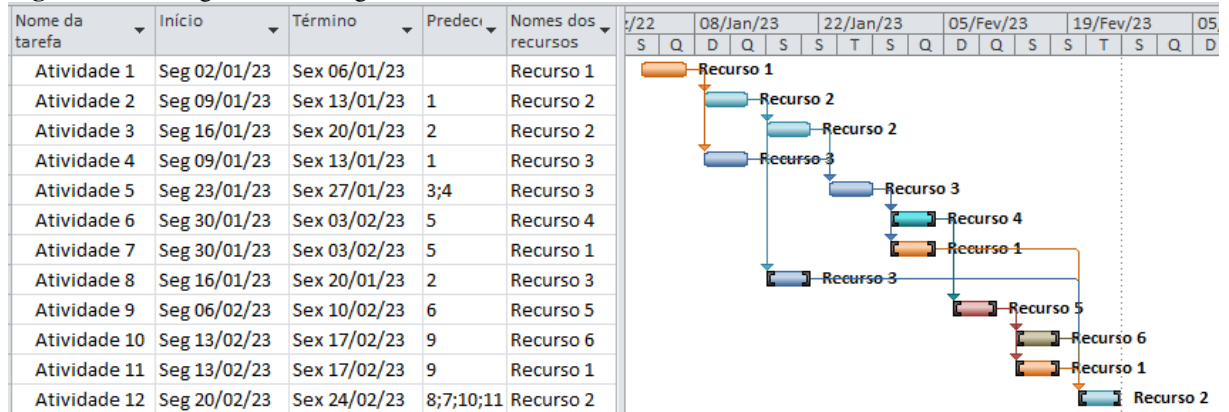 Nome da tarefa Início Término Predece Nomes dos recursos
z/22 08/Jan/23 22/Jan/23 05/Fev/23 19/Fev/23 05
S Q D Q S S T S Q D Q S S T S Q D
Atividade 1 Seg 02/01/23 Sex 06/01/23 Recurso 1 Recurso 1
Atividade 2 Seg 09/01/23 Sex 13/01/23 1 Recurso 2 Recurso 2
Atividade 3 Seg 16/01/23 Sex 20/01/23 2 Recurso 2 Recurso 2
Atividade 4 Seg 09/01/23 Sex 13/01/23 1 Recurso 3 Recurso 3
Atividade 5 Seg 23/01/23 Sex 27/01/23 3;4 Recurso 3 Recurso 3
Atividade 6 Seg 30/01/23 Sex 03/02/23 5 Recurso 4 Recurso 4
Atividade 7 Seg 30/01/23 Sex 03/02/23 5 Recurso 1 Recurso 1
Atividade 8 Seg 16/01/23 Sex 20/01/23 2 Recurso 3 Recurso 3
Atividade 9 Seg 06/02/23 Sex 10/02/23 6 Recurso 5 Recurso 5
Atividade 10 Seg 13/02/23 Sex 17/02/23 9 Recurso 6 Recurso 6
Atividade 11 Seg 13/02/23 Sex 17/02/23 9 Recurso 1 Recurso 1
Atividade 12 Seg 20/02/23 Sex 24/02/23 8;7;10;11 Recurso 2 Recurso 2